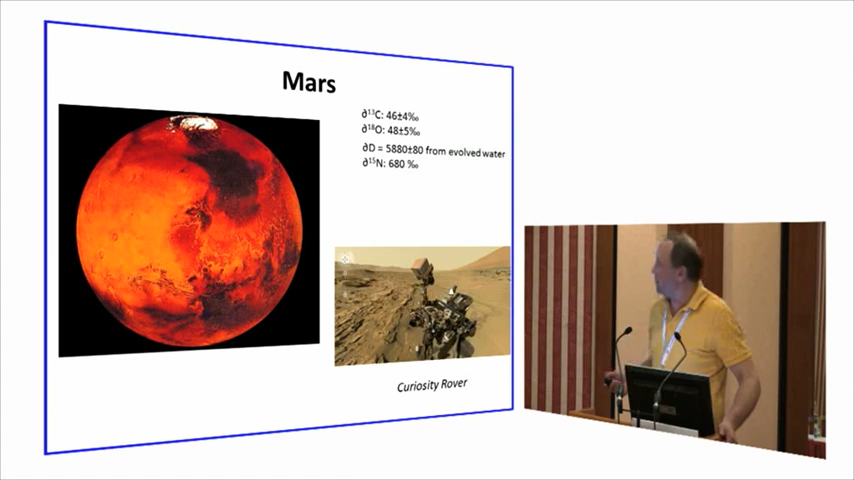 Mars
∂¹³C: 46±4‰
∂¹⁸O: 48±5‰
∂D = 5880±80 from evolved water
∂¹⁵N: 680 ‰
Curiosity Rover